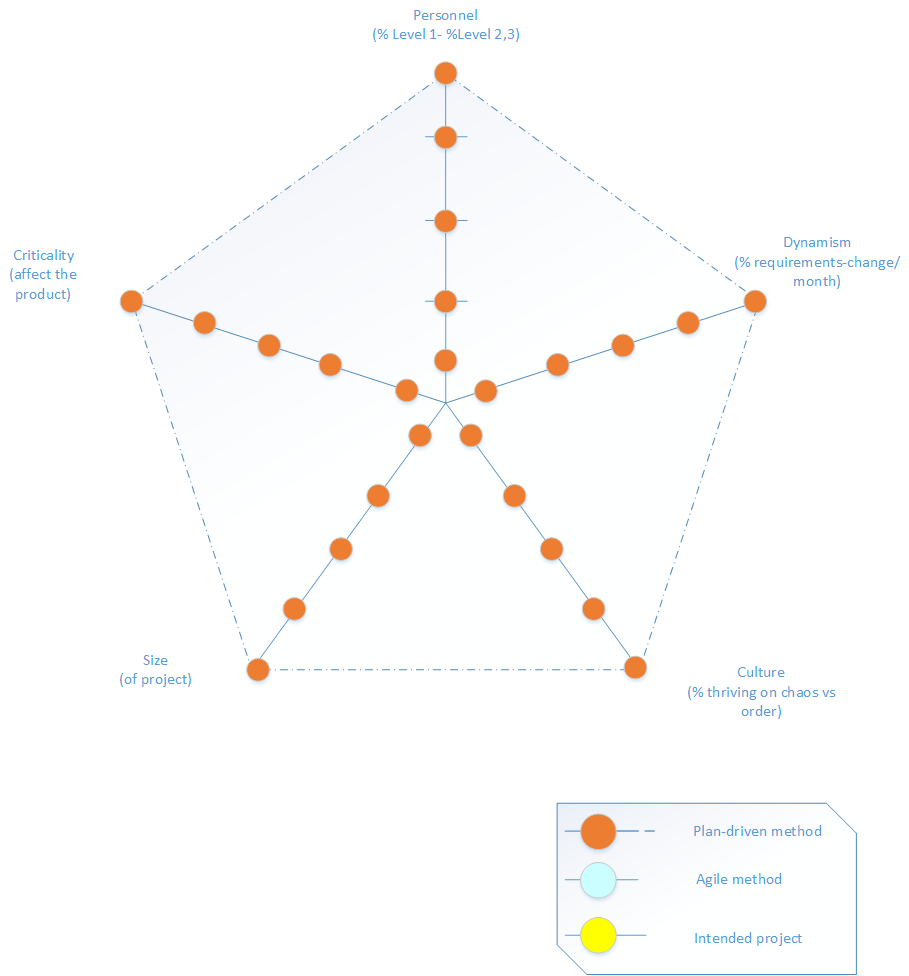 Personnel
(% Level 1- %Level 2,3)
Dynamism
(% requirements-change/
month)
Criticality
(affect the
product)
Size
(of project)
Culture
(% thriving on chaos vs
order)
Plan-driven method
Agile method
Intended project